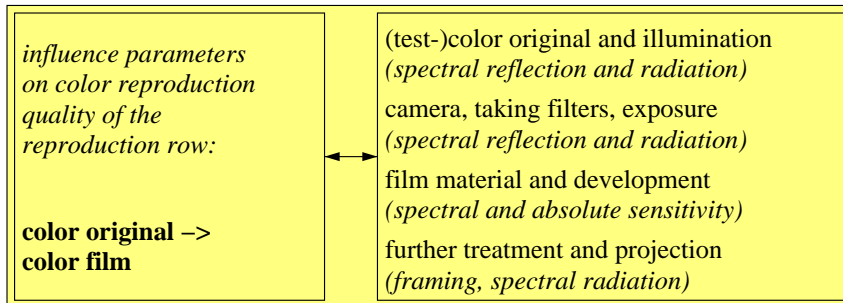 influence parameters
on color reproduction
quality of the
reproduction row:
color original –>
color film
(test-)color original and illumination
(spectral reflection and radiation)
camera, taking filters, exposure
(spectral reflection and radiation)
film material and development
(spectral and absolute sensitivity)
further treatment and projection
(framing, spectral radiation)